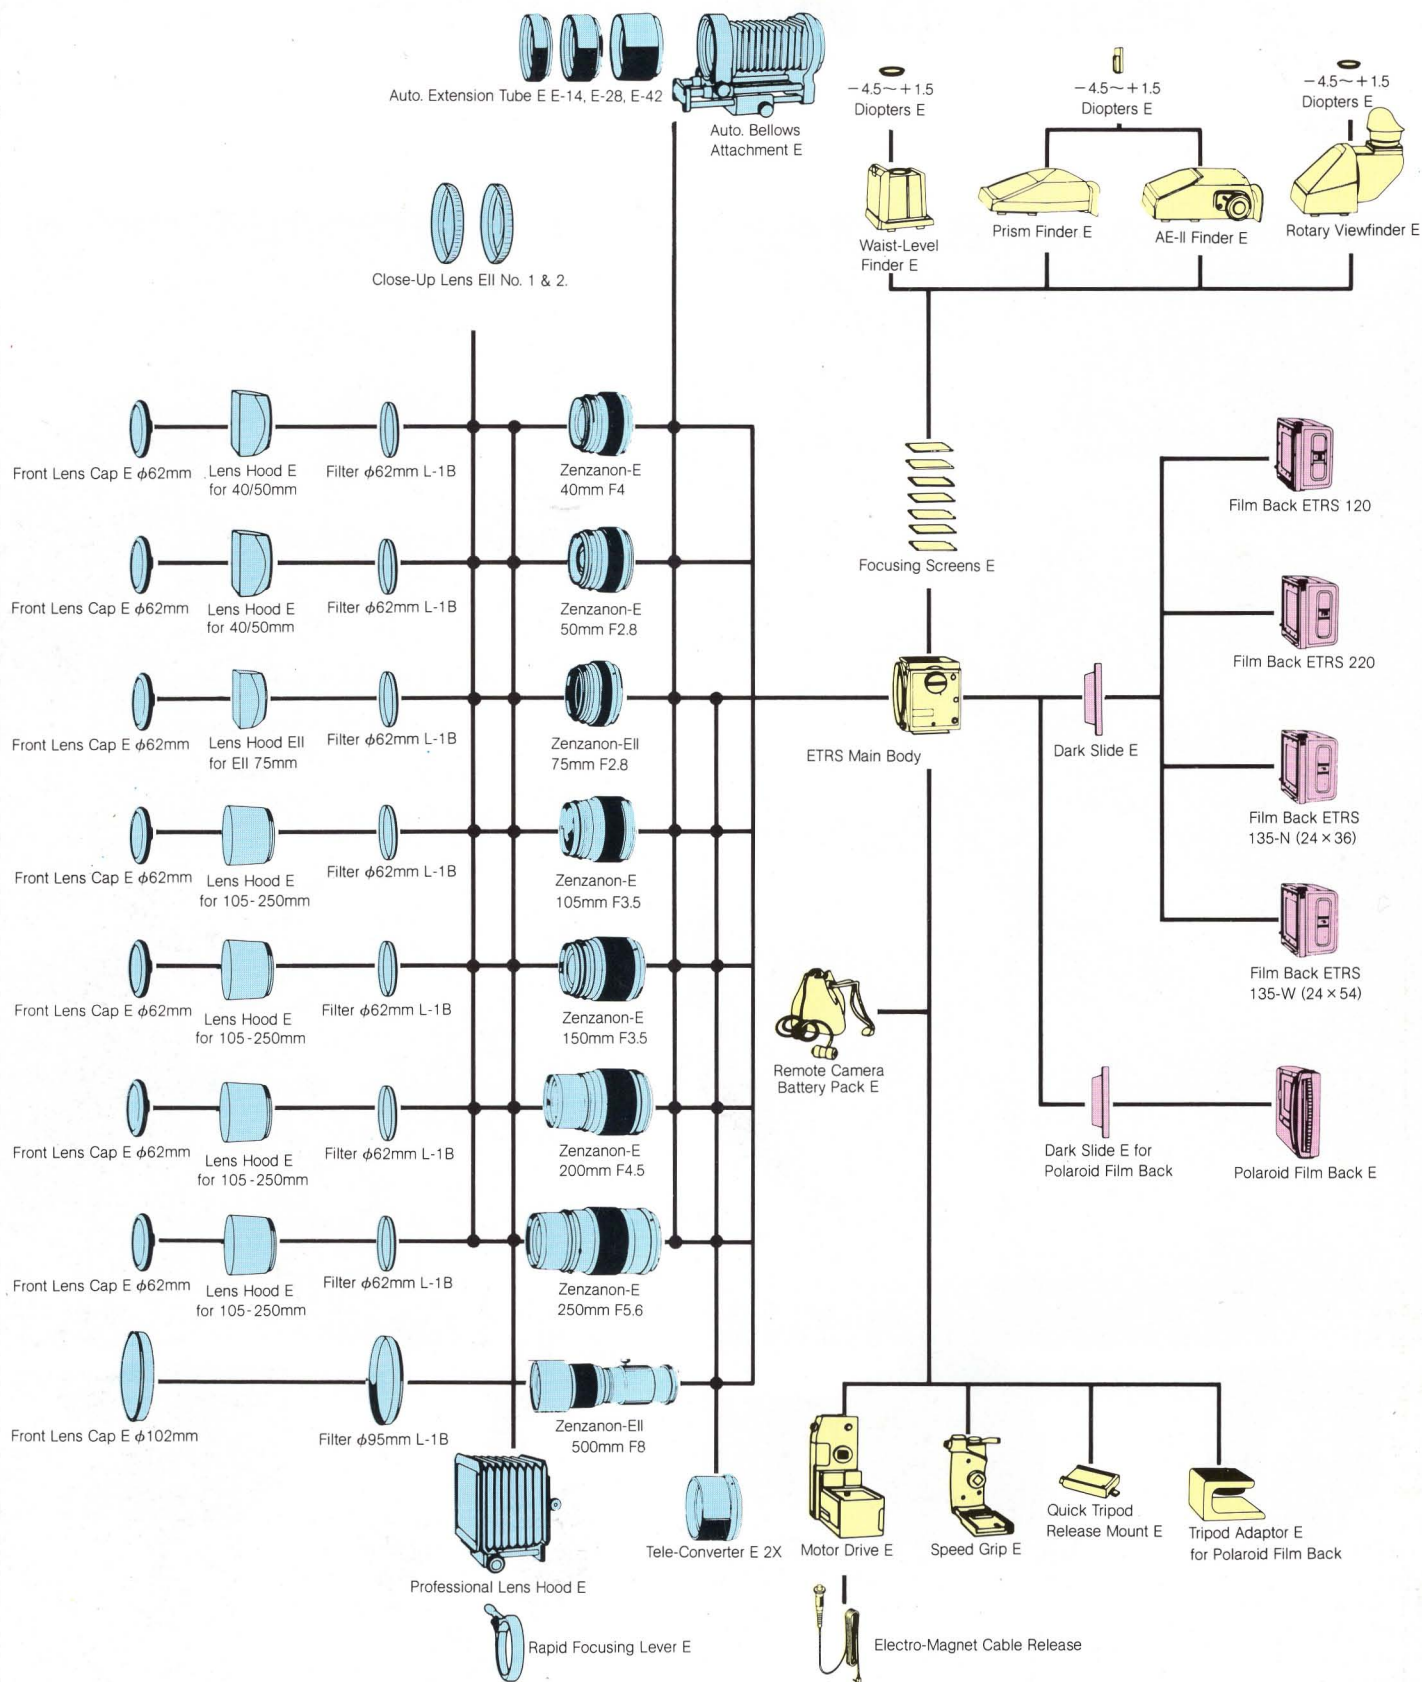 Auto. Extension Tube E E-14, E-28, E-42
Auto. Bellows
Attachment E
−4.5~+1.5
Diopters E
−4.5~+1.5
Diopters E
−4.5~+1.5
Diopters E
Waist-Level
Finder E
Prism Finder E
AE-II Finder E
Rotary Viewfinder E
Close-Up Lens EII No. 1 & 2.
Front Lens Cap E ϕ62mm
Lens Hood E
for 40/50mm
Filter ϕ62mm L-1B
Zenzanon-E
40mm F4
Front Lens Cap E ϕ62mm
Lens Hood E
for 40/50mm
Filter ϕ62mm L-1B
Zenzanon-E
50mm F2.8
Front Lens Cap E ϕ62mm
Lens Hood EII
for EII 75mm
Filter ϕ62mm L-1B
Zenzanon-EII
75mm F2.8
Front Lens Cap E ϕ62mm
Lens Hood E
for 105-250mm
Filter ϕ62mm L-1B
Zenzanon-E
105mm F3.5
Front Lens Cap E ϕ62mm
Lens Hood E
for 105-250mm
Filter ϕ62mm L-1B
Zenzanon-E
150mm F3.5
Front Lens Cap E ϕ62mm
Lens Hood E
for 105-250mm
Filter ϕ62mm L-1B
Zenzanon-E
200mm F4.5
Front Lens Cap E ϕ62mm
Lens Hood E
for 105-250mm
Filter ϕ62mm L-1B
Zenzanon-E
250mm F5.6
Front Lens Cap E ϕ102mm
Filter ϕ95mm L-1B
Zenzanon-EII
500mm F8
Professional Lens Hood E
Rapid Focusing Lever E
Tele-Converter E 2X
Focusing Screens E
ETRS Main Body
Dark Slide E
Film Back ETRS 120
Film Back ETRS 220
Film Back ETRS
135-N (24×36)
Film Back ETRS
135-W (24×54)
Remote Camera
Battery Pack E
Dark Slide E for
Polaroid Film Back
Polaroid Film Back E
Motor Drive E
Speed Grip E
Quick Tripod
Release Mount E
Tripod Adaptor E
for Polaroid Film Back
Electro-Magnet Cable Release